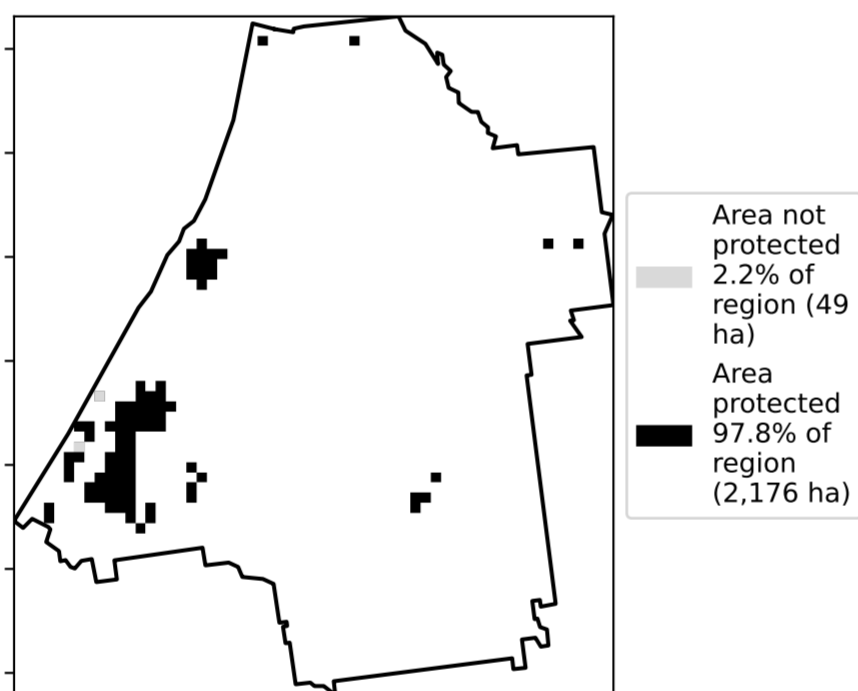 Area not
protected
2.2% of
region (49
ha)
Area
protected
97.8% of
region
(2,176 ha)